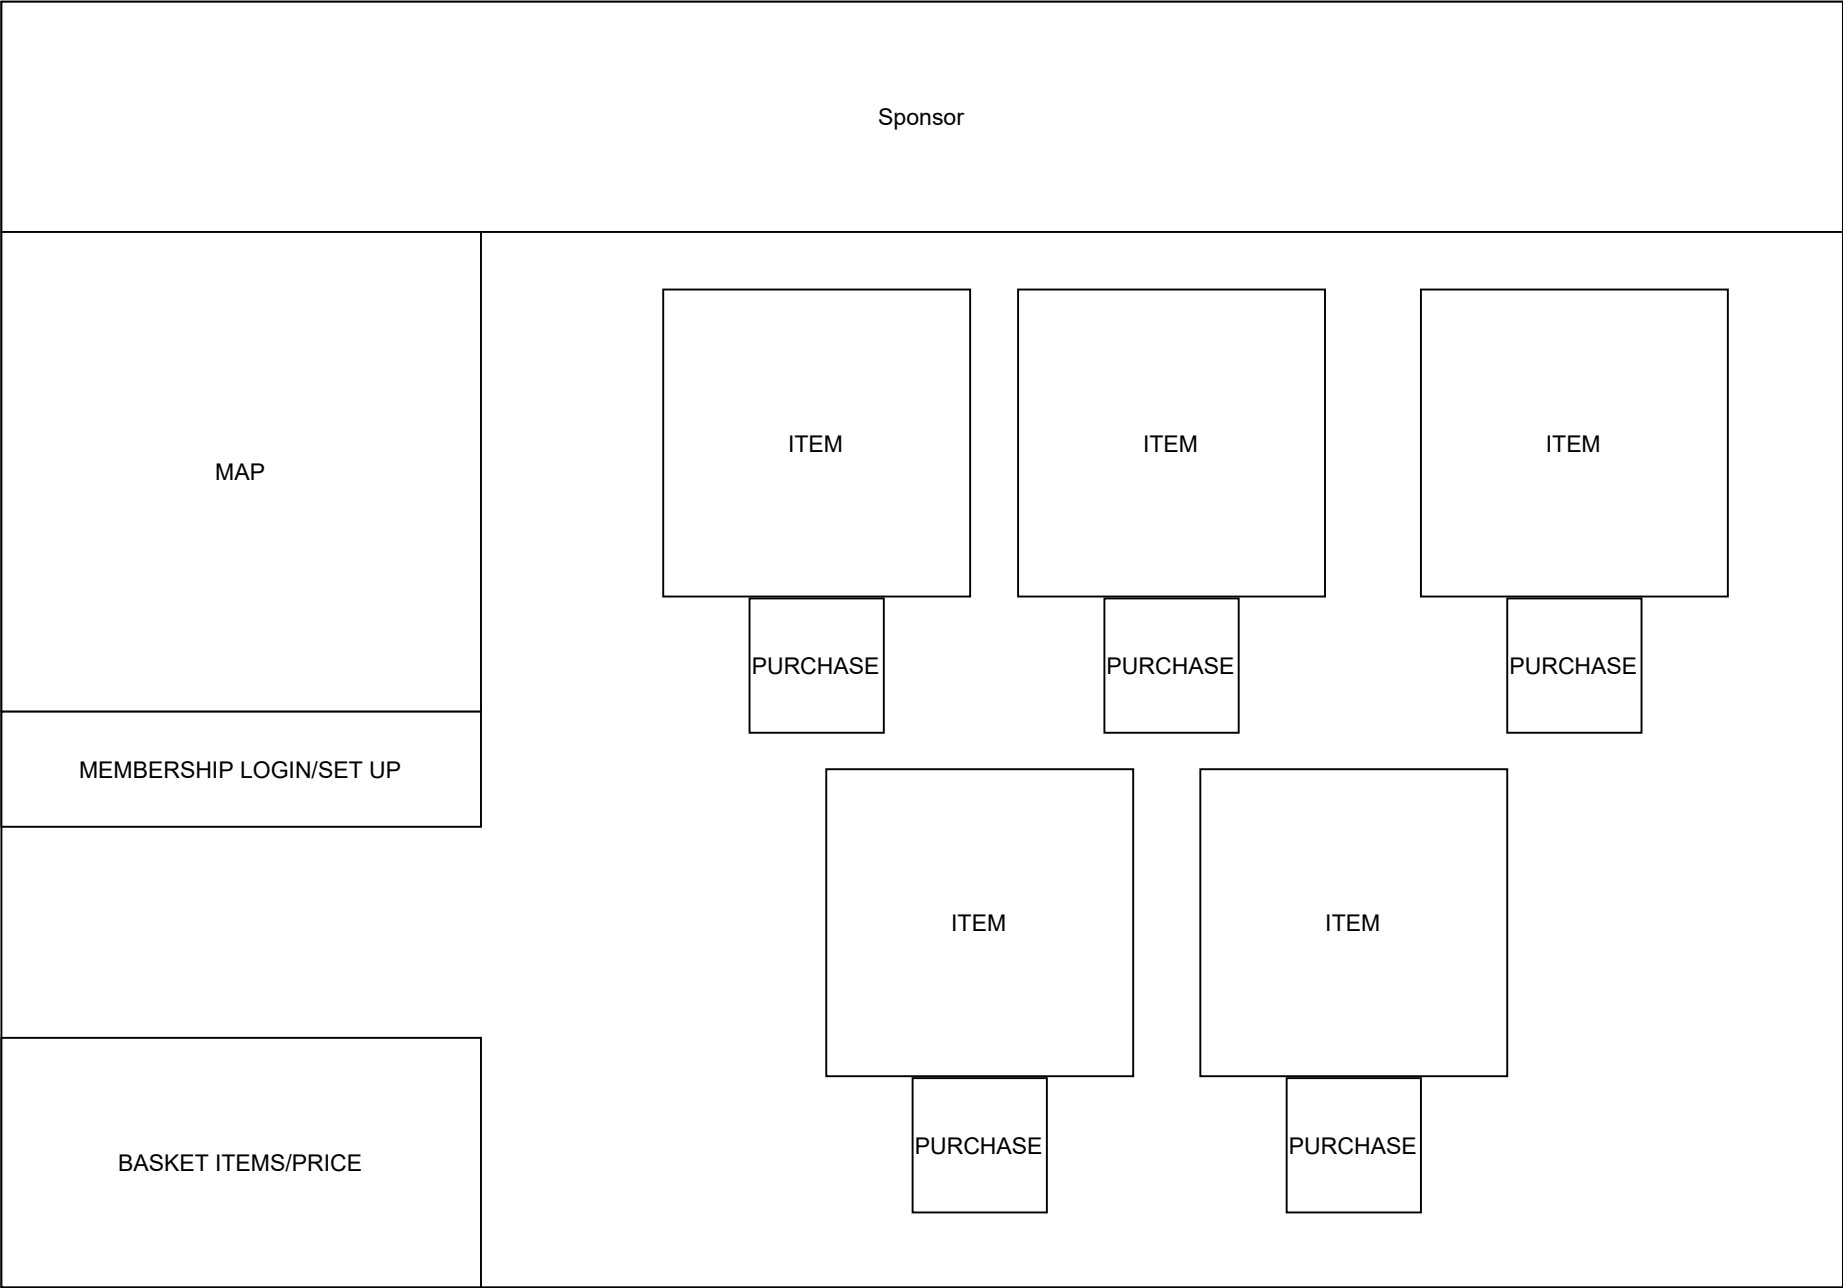 Sponsor
MAP
ITEM
ITEM
ITEM
PURCHASE
PURCHASE
PURCHASE
MEMBERSHIP LOGIN/SET UP
ITEM
ITEM
PURCHASE
PURCHASE
BASKET ITEMS/PRICE